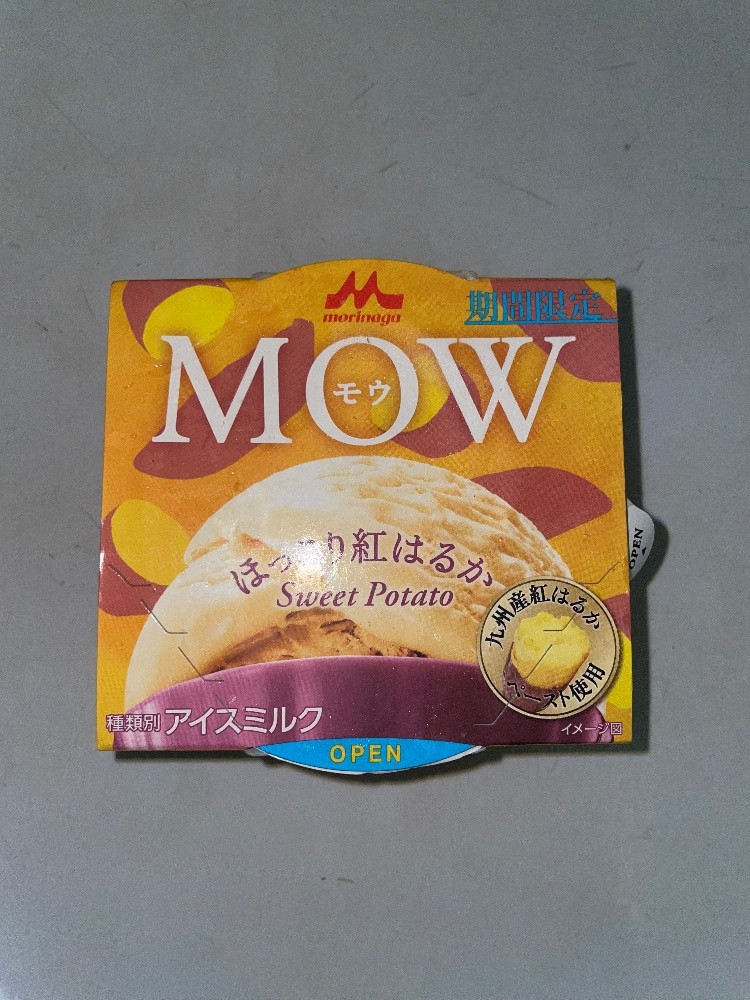 morinaga
期間限定
MOW
モウ
ほっこり紅はるか
Sweet Potato
OPEN
九州産紅はるか
ペースト使用
種類別 アイスミルク
イメージ図
OPEN